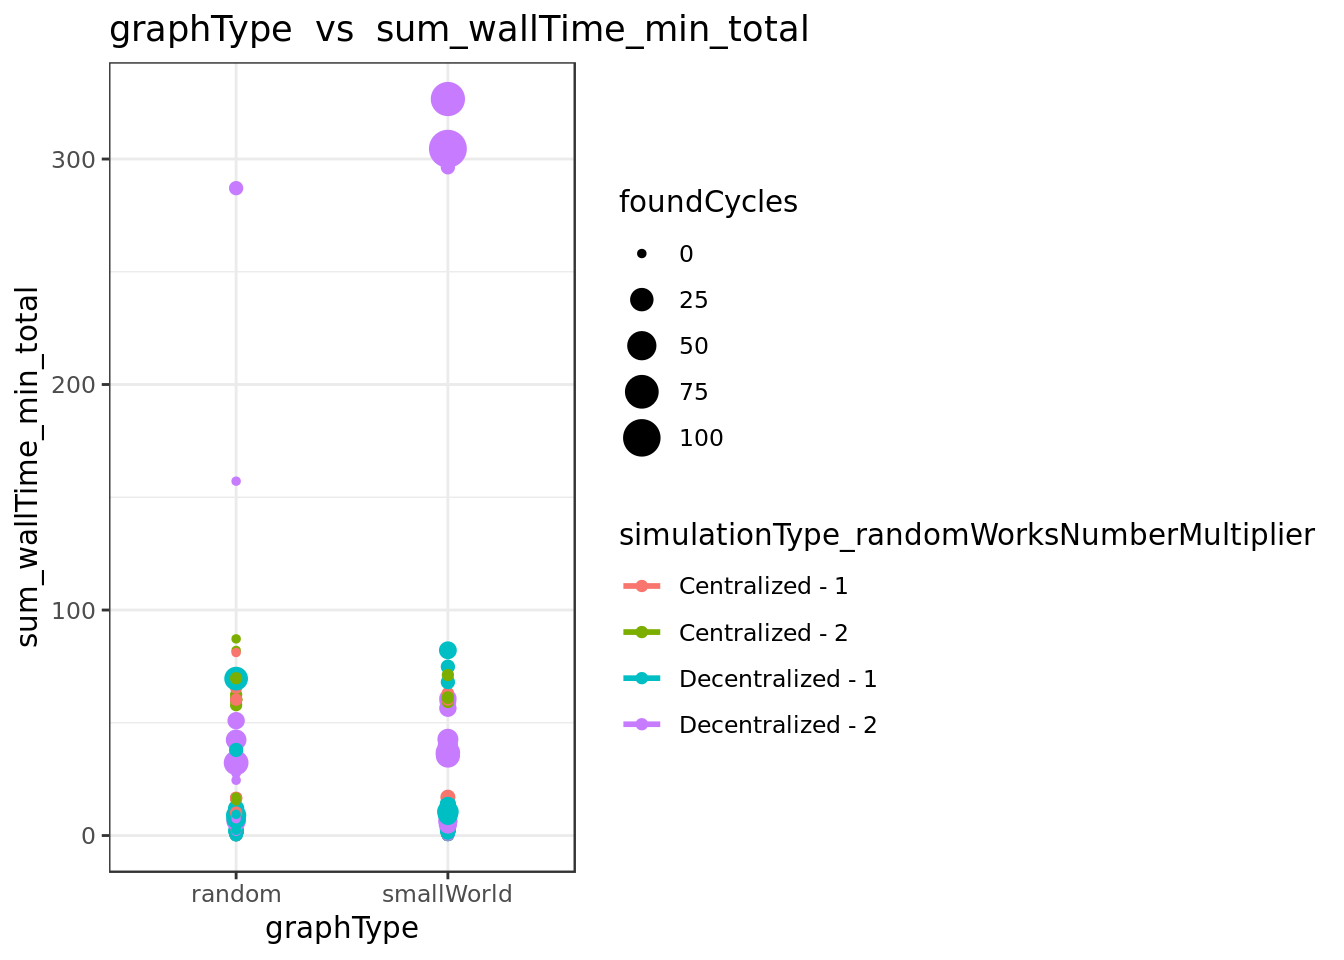 graphType vs sum_wallTime_min_total
sum_wallTime_min_total
300
200
100
0
random
smallWorld
graphType
foundCycles
0
25
50
75
100
simulationType_randomWorksNumberMultiplier
Centralized - 1
Centralized - 2
Decentralized - 1
Decentralized - 2